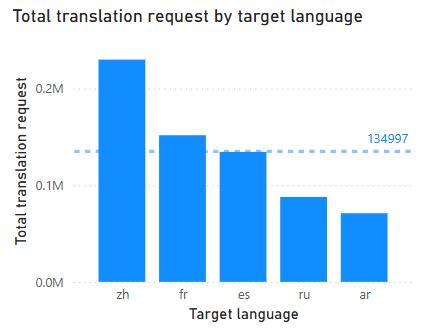 Total translation request by target language
Total translation request
0.2M
0.1M
0.0M
134997
zh fr es ru ar
Target language